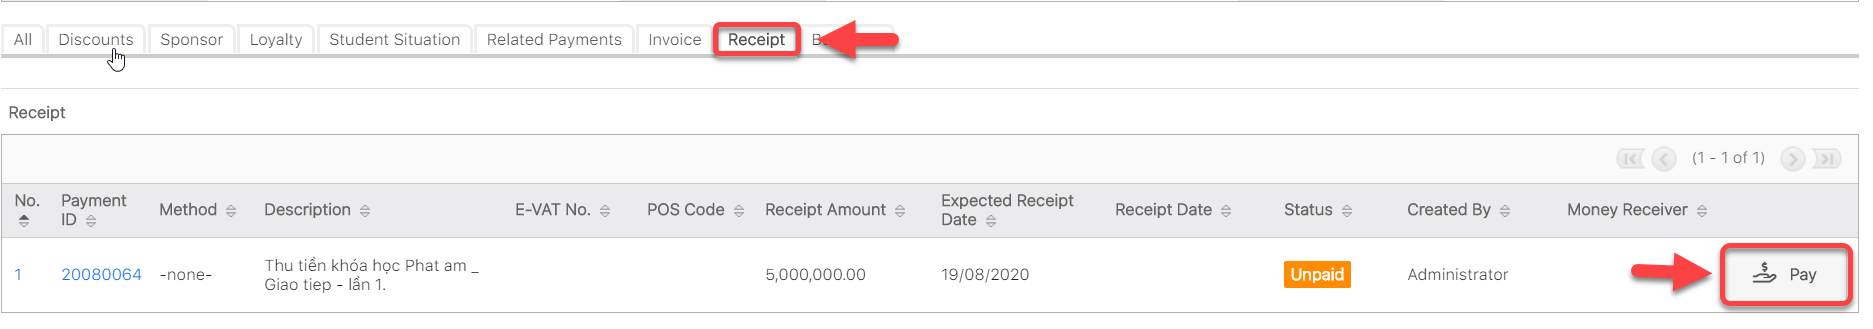 All Discounts Sponsor Loyalty Student Situation Related Payments Invoice Receipt
Receipt
(1 - 1 of 1)
No. Payment ID Method Description E-VAT No. POS Code Receipt Amount Expected Receipt Date Receipt Date Status Created By Money Receiver
1 20080064 -none- Thu tiền khóa học Phat am _ 5,000,000.00 19/08/2020 Unpaid Administrator Pay
Giao tiep - lần 1.